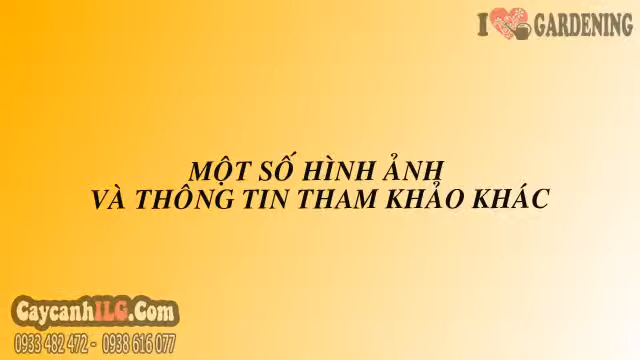 I GARDENING
MỘT SỐ HÌNH ẢNH
VÀ THÔNG TIN THAM KHẢO KHÁC
CaycanhILG.Com
0933 482 472 - 0938 616 077